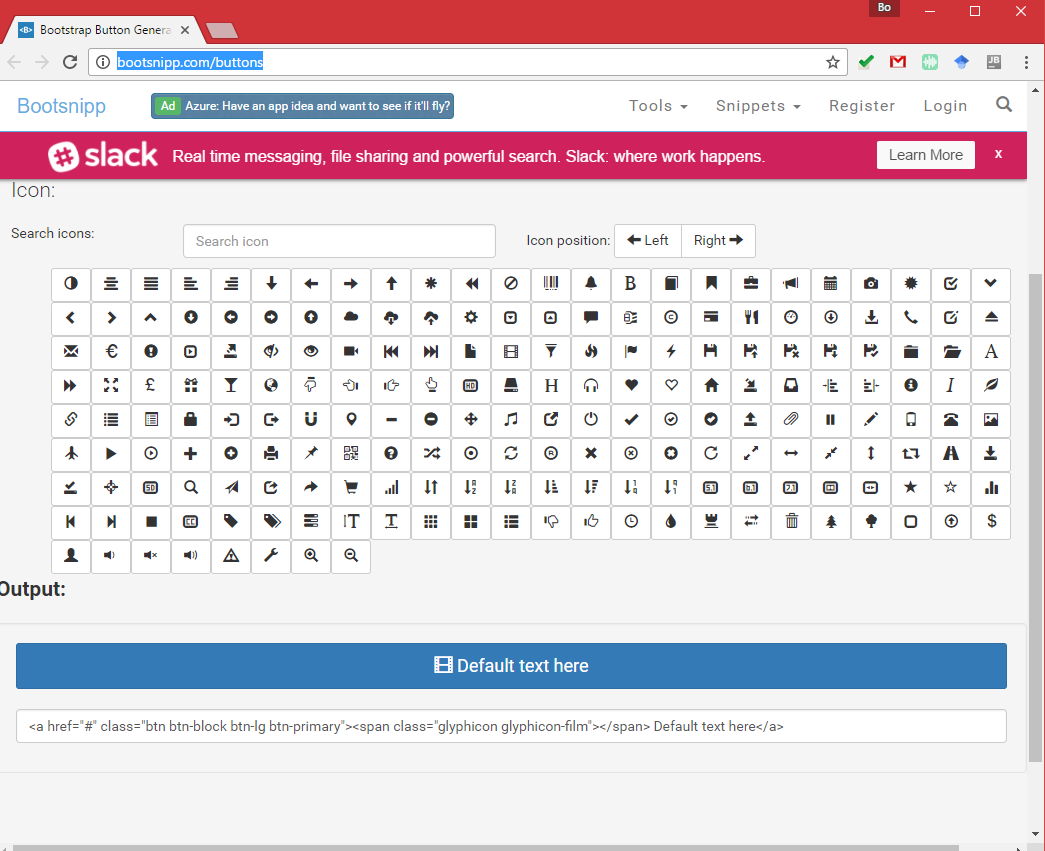 Bo
Bootstrap Button Genera
bootsnipp.com/buttons
Bootsnipp
Ad Azure: Have an app idea and want to see if it'll fly?
Tools Snippets Register Login
slack Real time messaging, file sharing and powerful search. Slack: where work happens. Learn More x
Icon:
Search icons: Search icon Icon position: Left Right
Output:
Default text here
<a href="#" class="btn btn-block btn-lg btn-primary"><span class="glyphicon glyphicon-film"></span> Default text here</a>